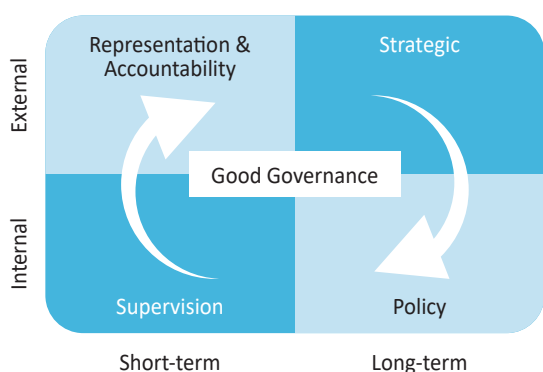 External
Representation &
Accountability
Strategic
Good Governance
Internal
Supervision
Policy
Short-term
Long-term